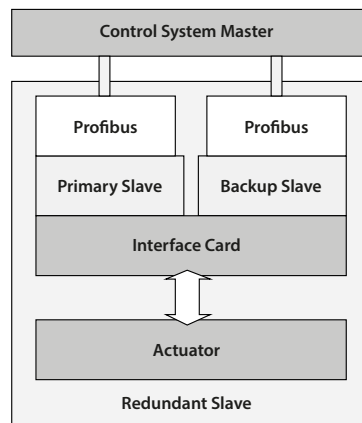 Control System Master
Profibus
Profibus
Primary Slave
Backup Slave
Interface Card
Actuator
Redundant Slave